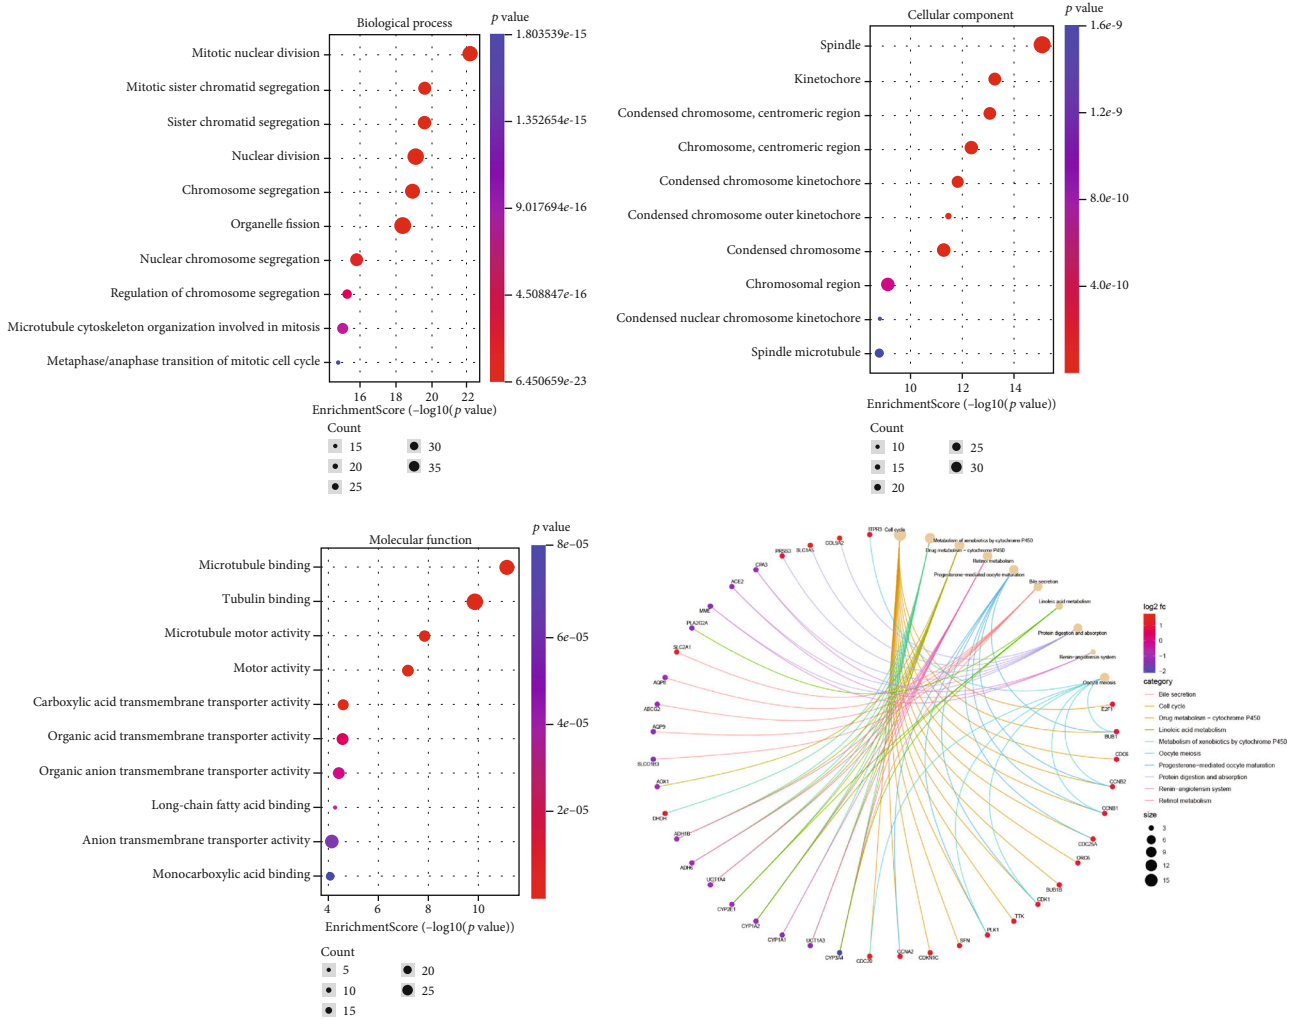 Biological process
p value
Mitotic nuclear division
Mitotic sister chromatid segregation
Sister chromatid segregation
Nuclear division
Chromosome segregation
Organelle fission
Nuclear chromosome segregation
Regulation of chromosome segregation
Microtubule cytoskeleton organization involved in mitosis
Metaphase/anaphase transition of mitotic cell cycle
1.803539e-15
1.352654e-15
9.017694e-16
4.508847e-16
6.450659e-23
16 18 20 22
EnrichmentScore (–log10(p value)
Count
15 30
20 35
25
Cellular component
p value
Spindle
Kinetochore
Condensed chromosome, centromeric region
Chromosome, centromeric region
Condensed chromosome kinetochore
Condensed chromosome outer kinetochore
Condensed chromosome
Chromosomal region
Condensed nuclear chromosome kinetochore
Spindle microtubule
1.6e-9
1.2e-9
8.0e-10
4.0e-10
10 12 14
EnrichmentScore (–log10(p value))
Count
10 25
15 30
20
Molecular function
p value
Microtubule binding
Tubulin binding
Microtubule motor activity
Motor activity
Carboxylic acid transmembrane transporter activity
Organic acid transmembrane transporter activity
Organic anion transmembrane transporter activity
Long-chain fatty acid binding
Anion transmembrane transporter activity
Monocarboxylic acid binding
8e–05
6e–05
4e–05
2e–05
4 6 8 10
EnrichmentScore (–log10(p value))
Count
5 20
10 25
15
Cell cycle
Metabolism of xenobiotics by cytochrome P450
Drug metabolism – cytochrome P450
Retinol metabolism
Progesterone–mediated oocyte maturation
Bile secretion
Linoleic acid metabolism
Protein digestion and absorption
Renin–angiotensin system
Oocyte meiosis
E2F1
BUB1
CDC6
CCNB2
CCNB1
CDC25A
ORC6
BUB1B
CDK1
TTK
PLK1
SFN
CDKN1C
CCNA2
CDC20
CYP3A4
UGT1A3
CYP1A1
CYP1A2
CYP2E1
UGT1A4
ADH6
ADH1B
DHDH
AOX1
SLCO1B3
AQP9
ABCG2
SLC2A1
PLA2G2A
MME
ACE2
CPA3
PRSS3
COL5A2
ITPR3
log2 fc
1
0
–1
–2
category
Bile secretion
Cell cycle
Drug metabolism – cytochrome P450
Linoleic acid metabolism
Metabolism of xenobiotics by cytochrome P450
Oocyte meiosis
Progesterone–mediated oocyte maturation
Protein digestion and absorption
Renin–angiotensin system
Retinol metabolism
size
3
6
9
12
15